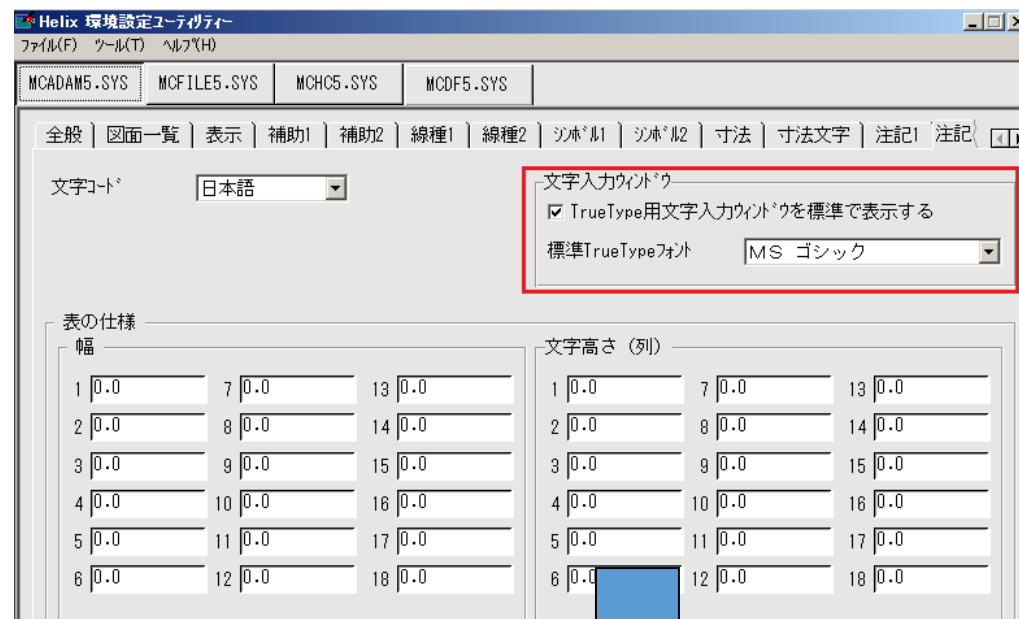 Helix 環境設定ユーティリティー
ファイル(F) ツール(T) ヘルプ(H)
MCADAM5.SYS MCFILE5.SYS MCHC5.SYS MCDF5.SYS
全般 図面一覧 表示 補助1 補助2 線種1 線種2 シンボル1 シンボル2 寸法 寸法文字 注記1 注記
文字コード 日本語
文字入力ウィンドウ
TrueType用文字入力ウィンドウを標準で表示する
標準TrueTypeフォント MS ゴシック
表の仕様
幅
1 0.0 7 0.0 13 0.0
2 0.0 8 0.0 14 0.0
3 0.0 9 0.0 15 0.0
4 0.0 10 0.0 16 0.0
5 0.0 11 0.0 17 0.0
6 0.0 12 0.0 18 0.0
文字高さ (列)
1 0.0 7 0.0 13 0.0
2 0.0 8 0.0 14 0.0
3 0.0 9 0.0 15 0.0
4 0.0 10 0.0 16 0.0
5 0.0 11 0.0 17 0.0
6 0.0 12 0.0 18 0.0